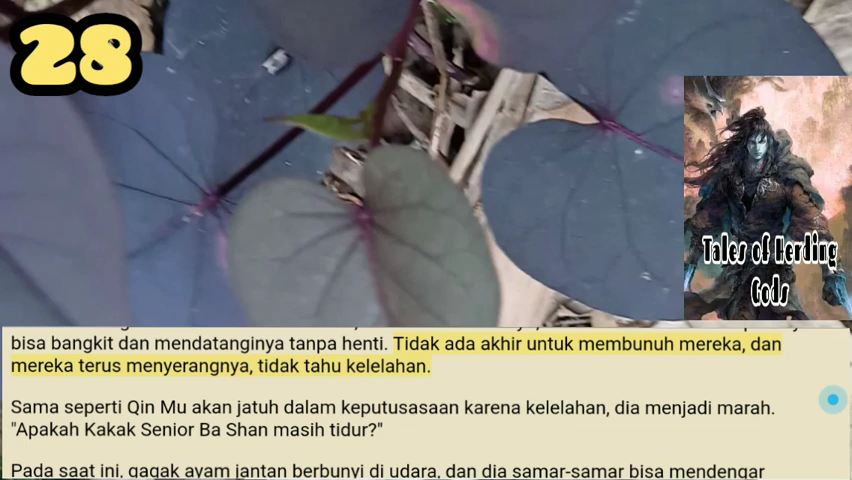 28
Tales of Herding
Gods
bisa bangkit dan mendatanginya tanpa henti. Tidak ada akhir untuk membunuh mereka, dan
mereka terus menyerangnya, tidak tahu kelelahan.
Sama seperti Qin Mu akan jatuh dalam keputusasaan karena kelelahan, dia menjadi marah.
"Apakah Kakak Senior Ba Shan masih tidur?"
Pada saat ini, gagak ayam jantan berbunyi di udara, dan dia samar-samar bisa mendengar